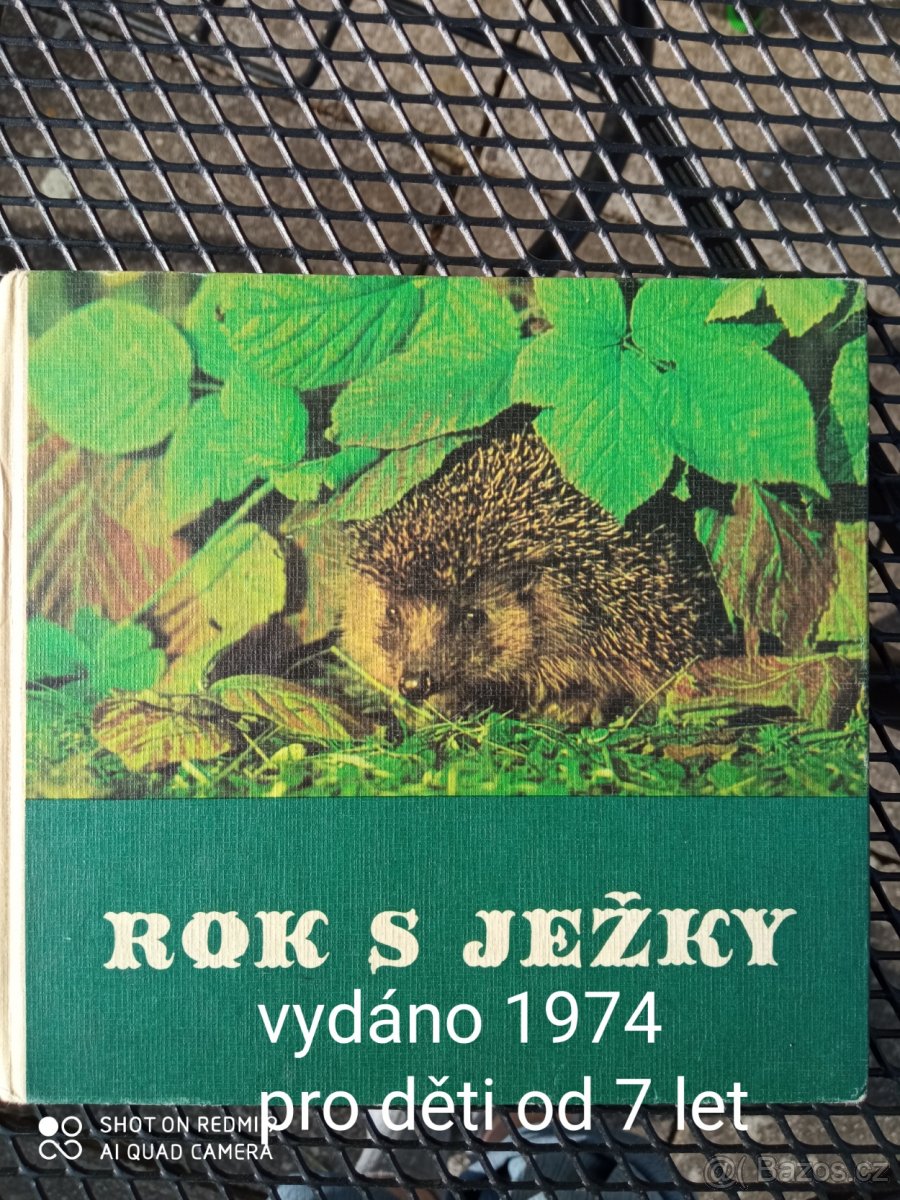 ROK S JEŽKY
vydáno 1974
pro děti od 7 let
SHOT ON REDMI
AI QUAD CAMERA
@( Bazos.cz